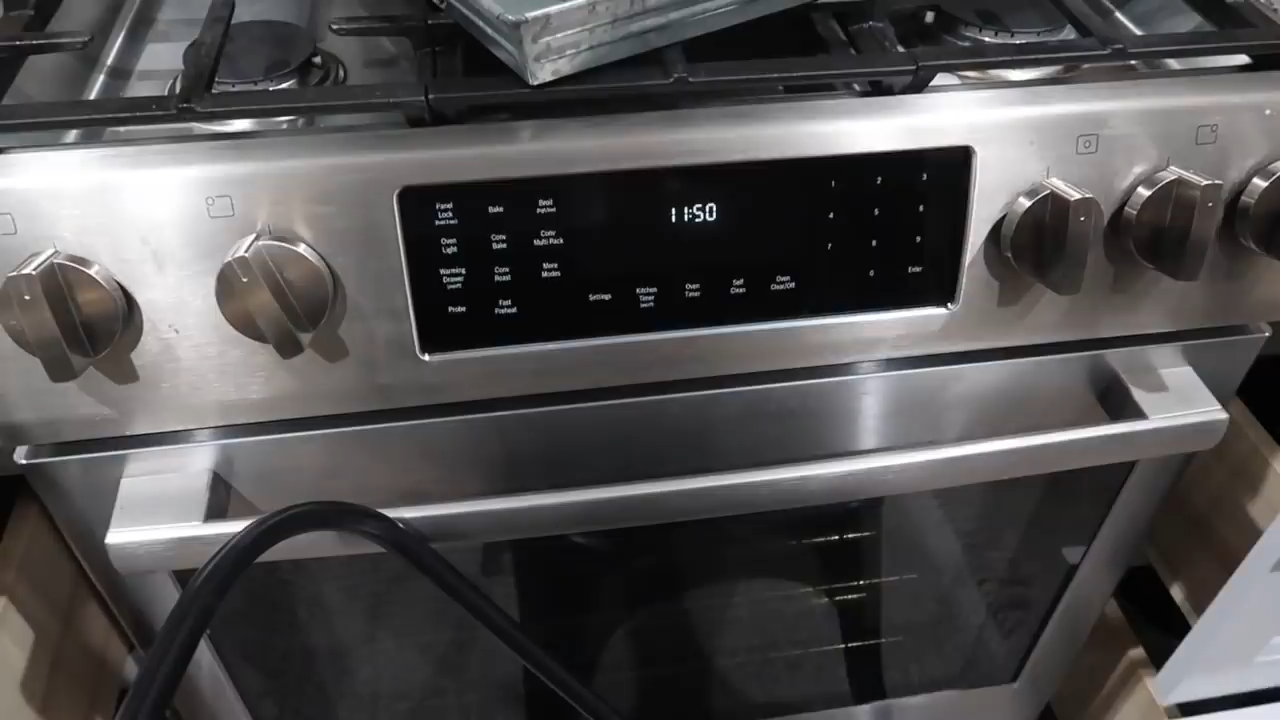 Panel
Lock
Bake
Broil
Oven
Light
Conv
Bake
Conv
Multi Rack
Warming
Drawer
Conv
Roast
More
Modes
Probe
Fast
Preheat
11:50
Settings
Kitchen
Timer
Oven
Timer
Self
Clean
Oven
Clear/Off
1 2 3
4 5 6
7 8 9
0 Enter